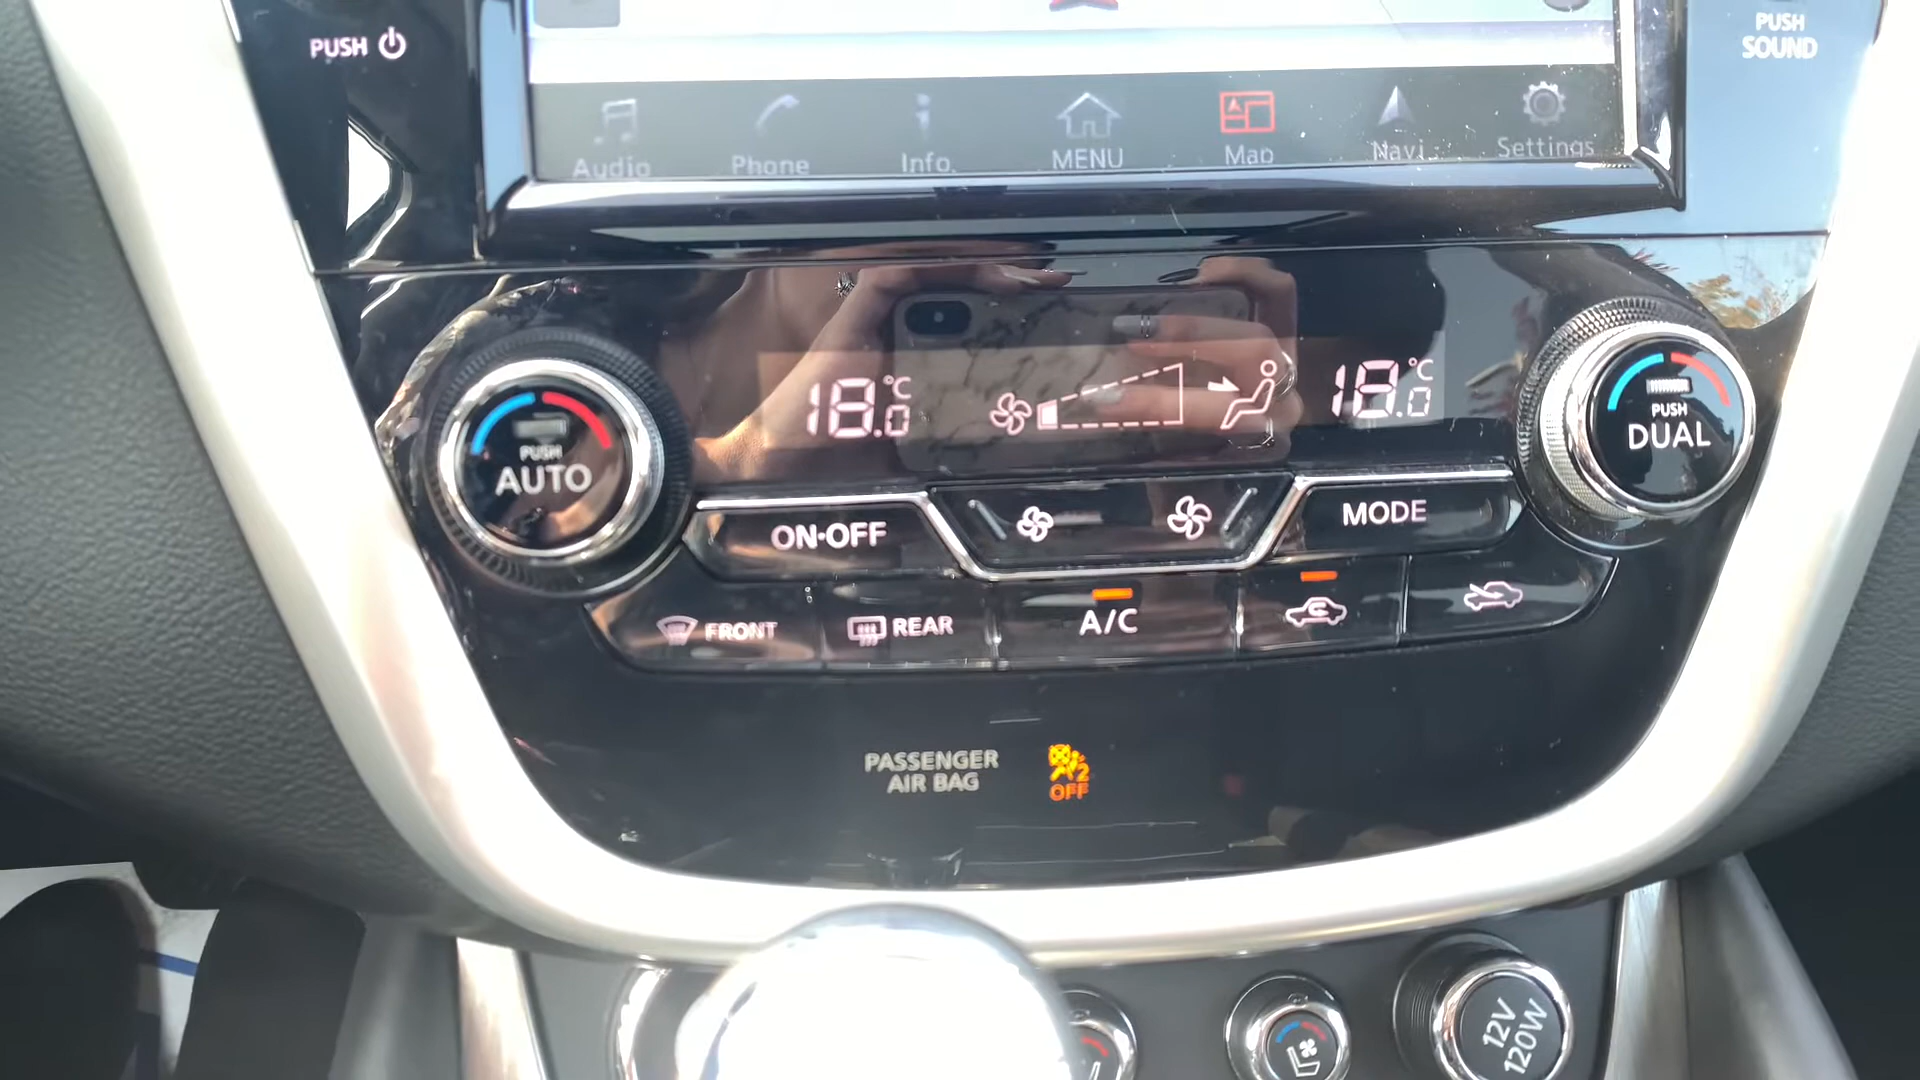 PUSH
PUSH
SOUND
Audio
Phone
Info.
MENU
Map
Navi
Settings
18.0 °C
18.0 °C
PUSH
AUTO
PUSH
DUAL
ON•OFF
MODE
FRONT
REAR
A/C
PASSENGER
AIR BAG
2
OFF
12V
120W